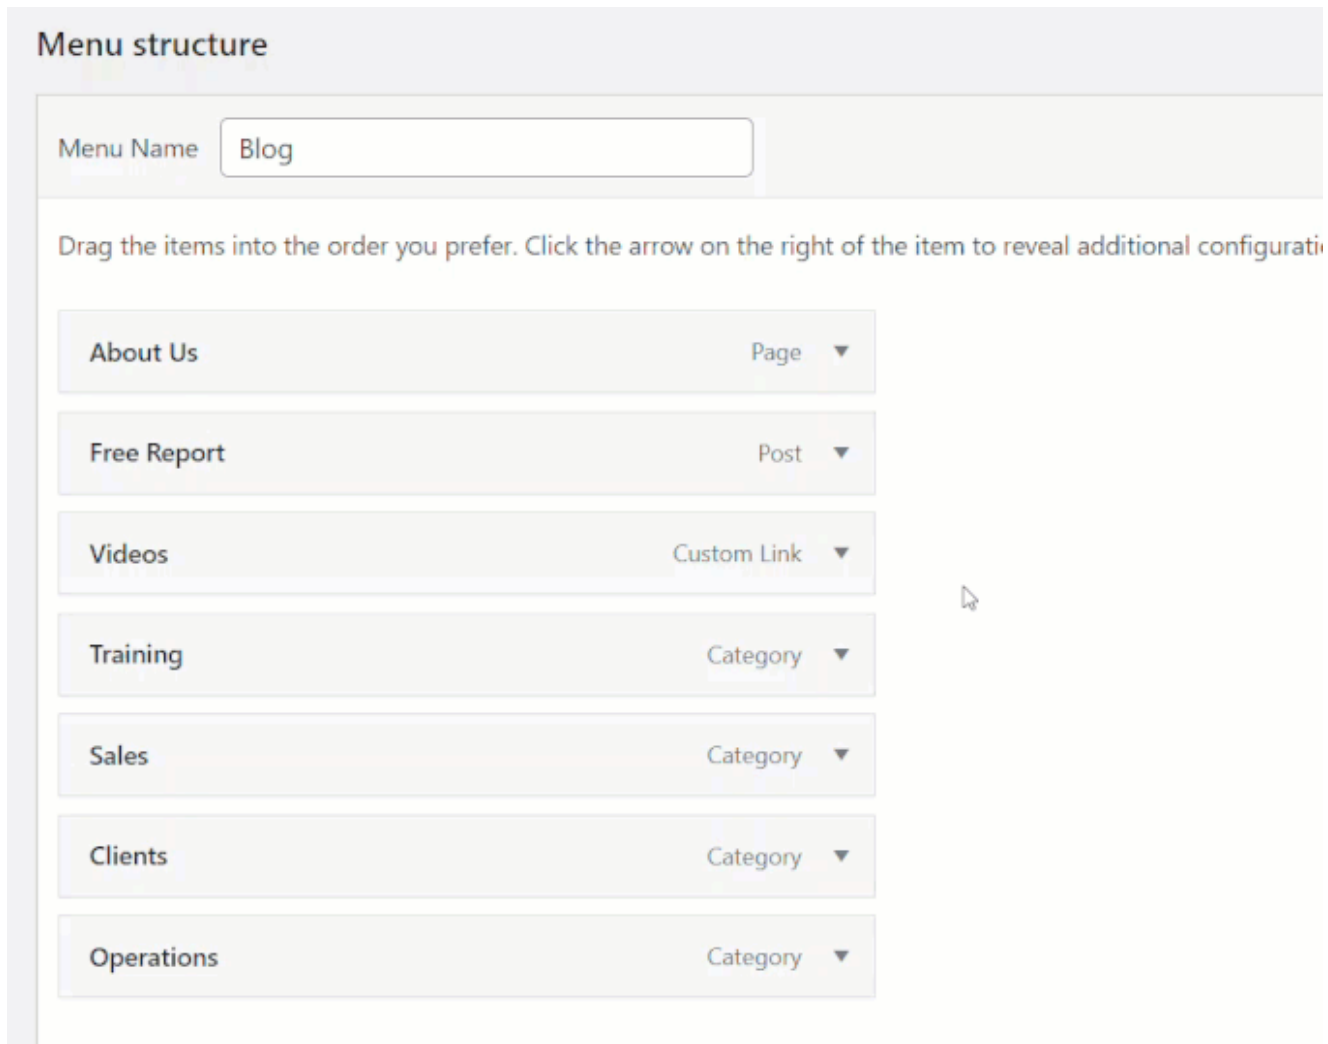 Menu structure
Menu Name Blog
Drag the items into the order you prefer. Click the arrow on the right of the item to reveal additional
About Us Page
Free Report Post
Videos Custom Link
Training Category
Sales Category
Clients Category
Operations Category